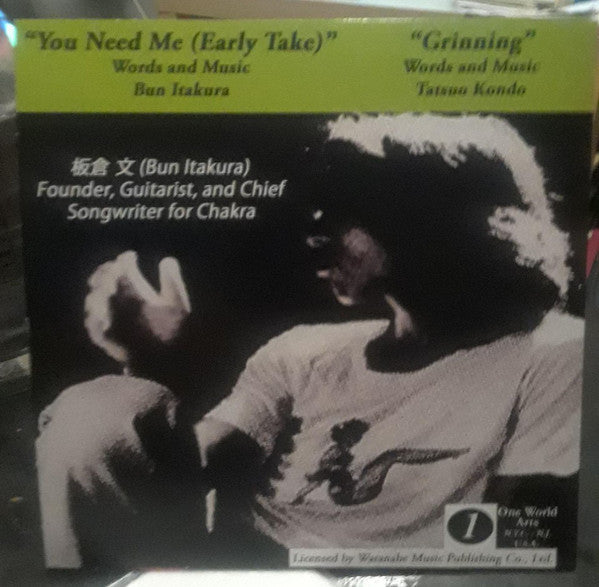 "You Need Me (Early Take)"
Words and Music
Bun Itakura
"Grinning"
Words and Music
Tatsuo Kondo
板倉 文 (Bun Itakura)
Founder, Guitarist, and Chief
Songwriter for Chakra
1
One World
Arts
NYC - NJ
U.S.A.
Licensed by Watanabe Music Publishing Co., Ltd.